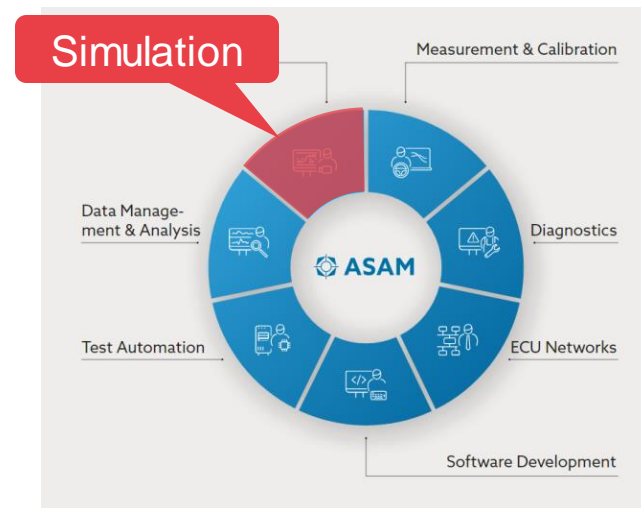 Simulation
Measurement & Calibration
Data Manage-
ment & Analysis
Diagnostics
ASAM
Test Automation
ECU Networks
</>
Software Development